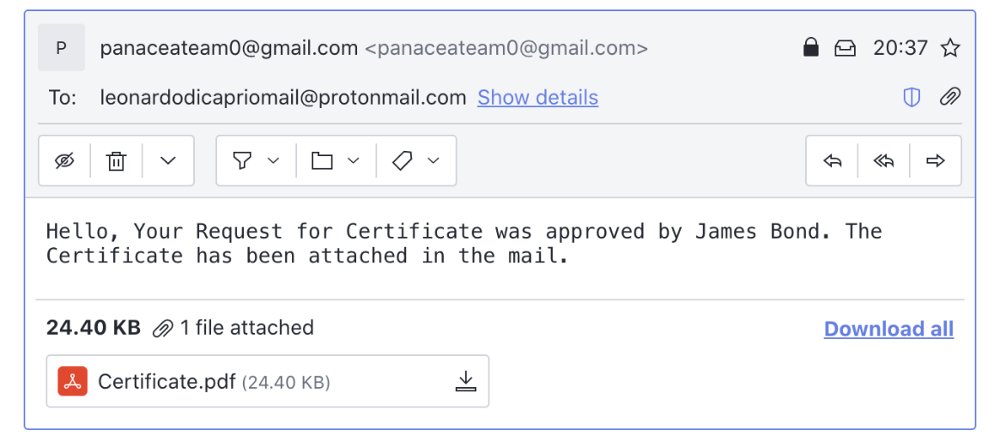 P panaceateam0@gmail.com <panaceateam0@gmail.com> 20:37
To: leonardodicapriomail@protonmail.com Show details
Hello, Your Request for Certificate was approved by James Bond. The
Certificate has been attached in the mail.
24.40 KB 1 file attached Download all
Certificate.pdf (24.40 KB)